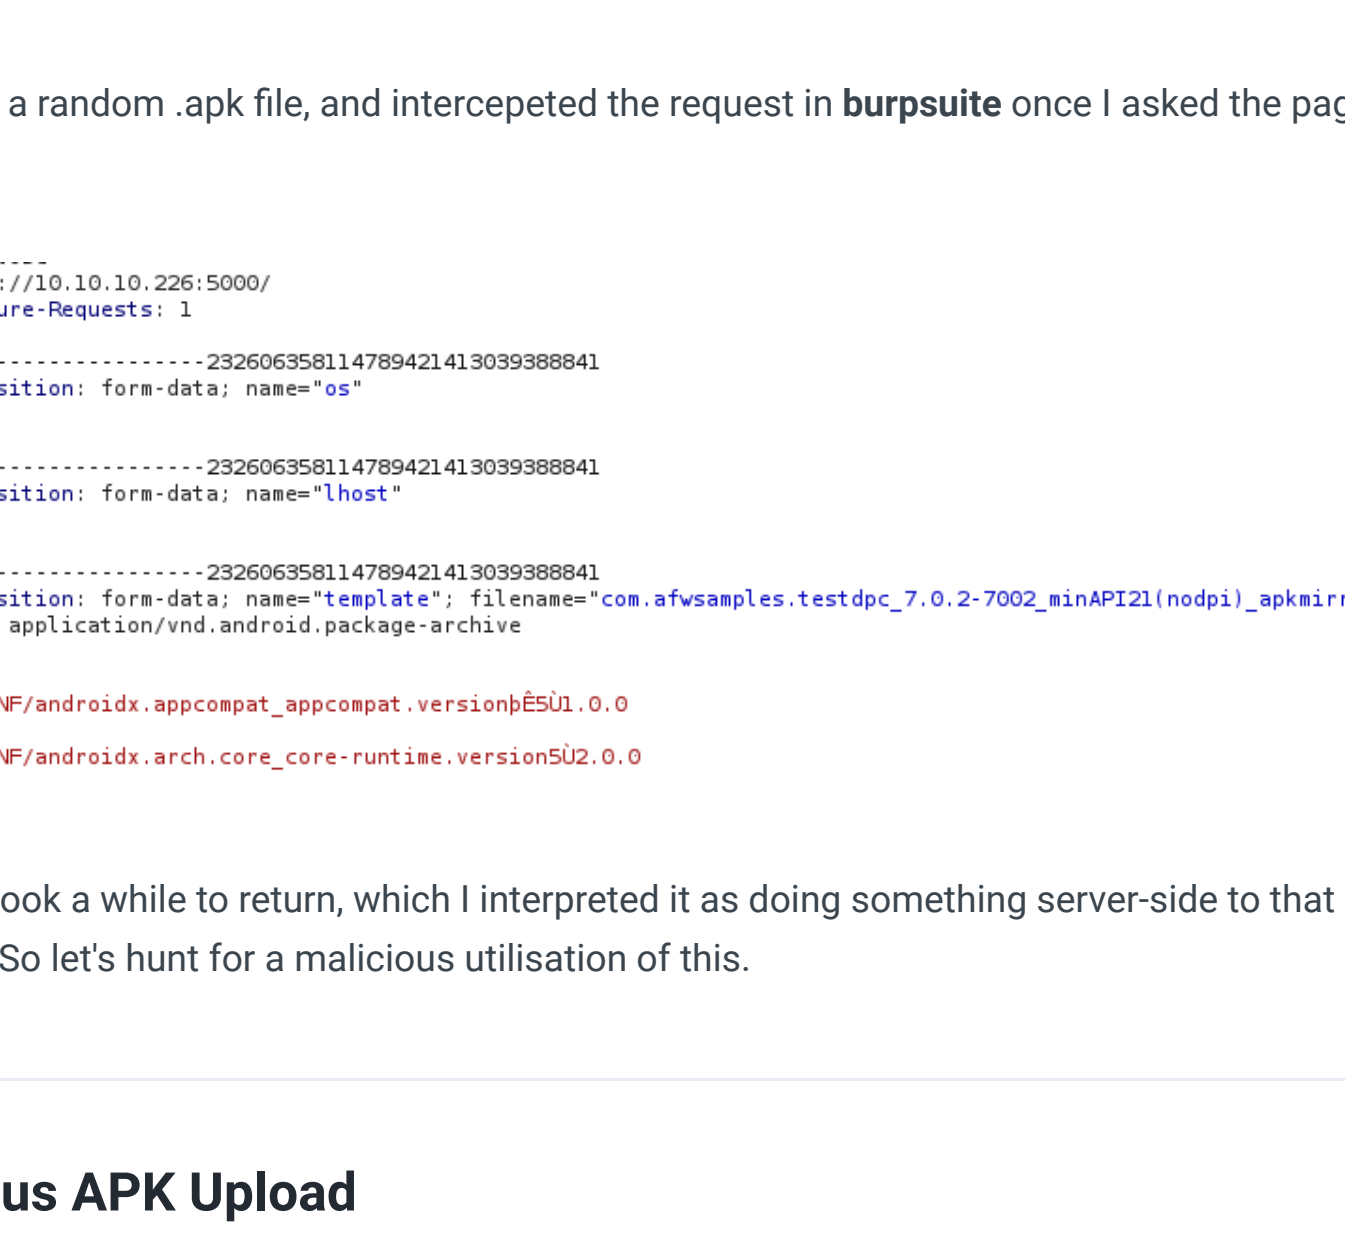 a random .apk file, and intercepeted the request in burpsuite once I asked the pag
://10.10.10.226:5000/
ure-Requests: 1
----------------232606358114789421413039388841
sition: form-data; name="os"
----------------232606358114789421413039388841
sition: form-data; name="lhost"
----------------232606358114789421413039388841
sition: form-data; name="template"; filename="com.afwsamples.testdpc_7.0.2-7002_minAPI21(nodpi)_apkmirr
application/vnd.android.package-archive
NF/androidx.appcompat_appcompat.versionþÊ5Ù1.0.0
NF/androidx.arch.core_core-runtime.version5Ù2.0.0
ook a while to return, which I interpreted it as doing something server-side to that
So let's hunt for a malicious utilisation of this.
us APK Upload